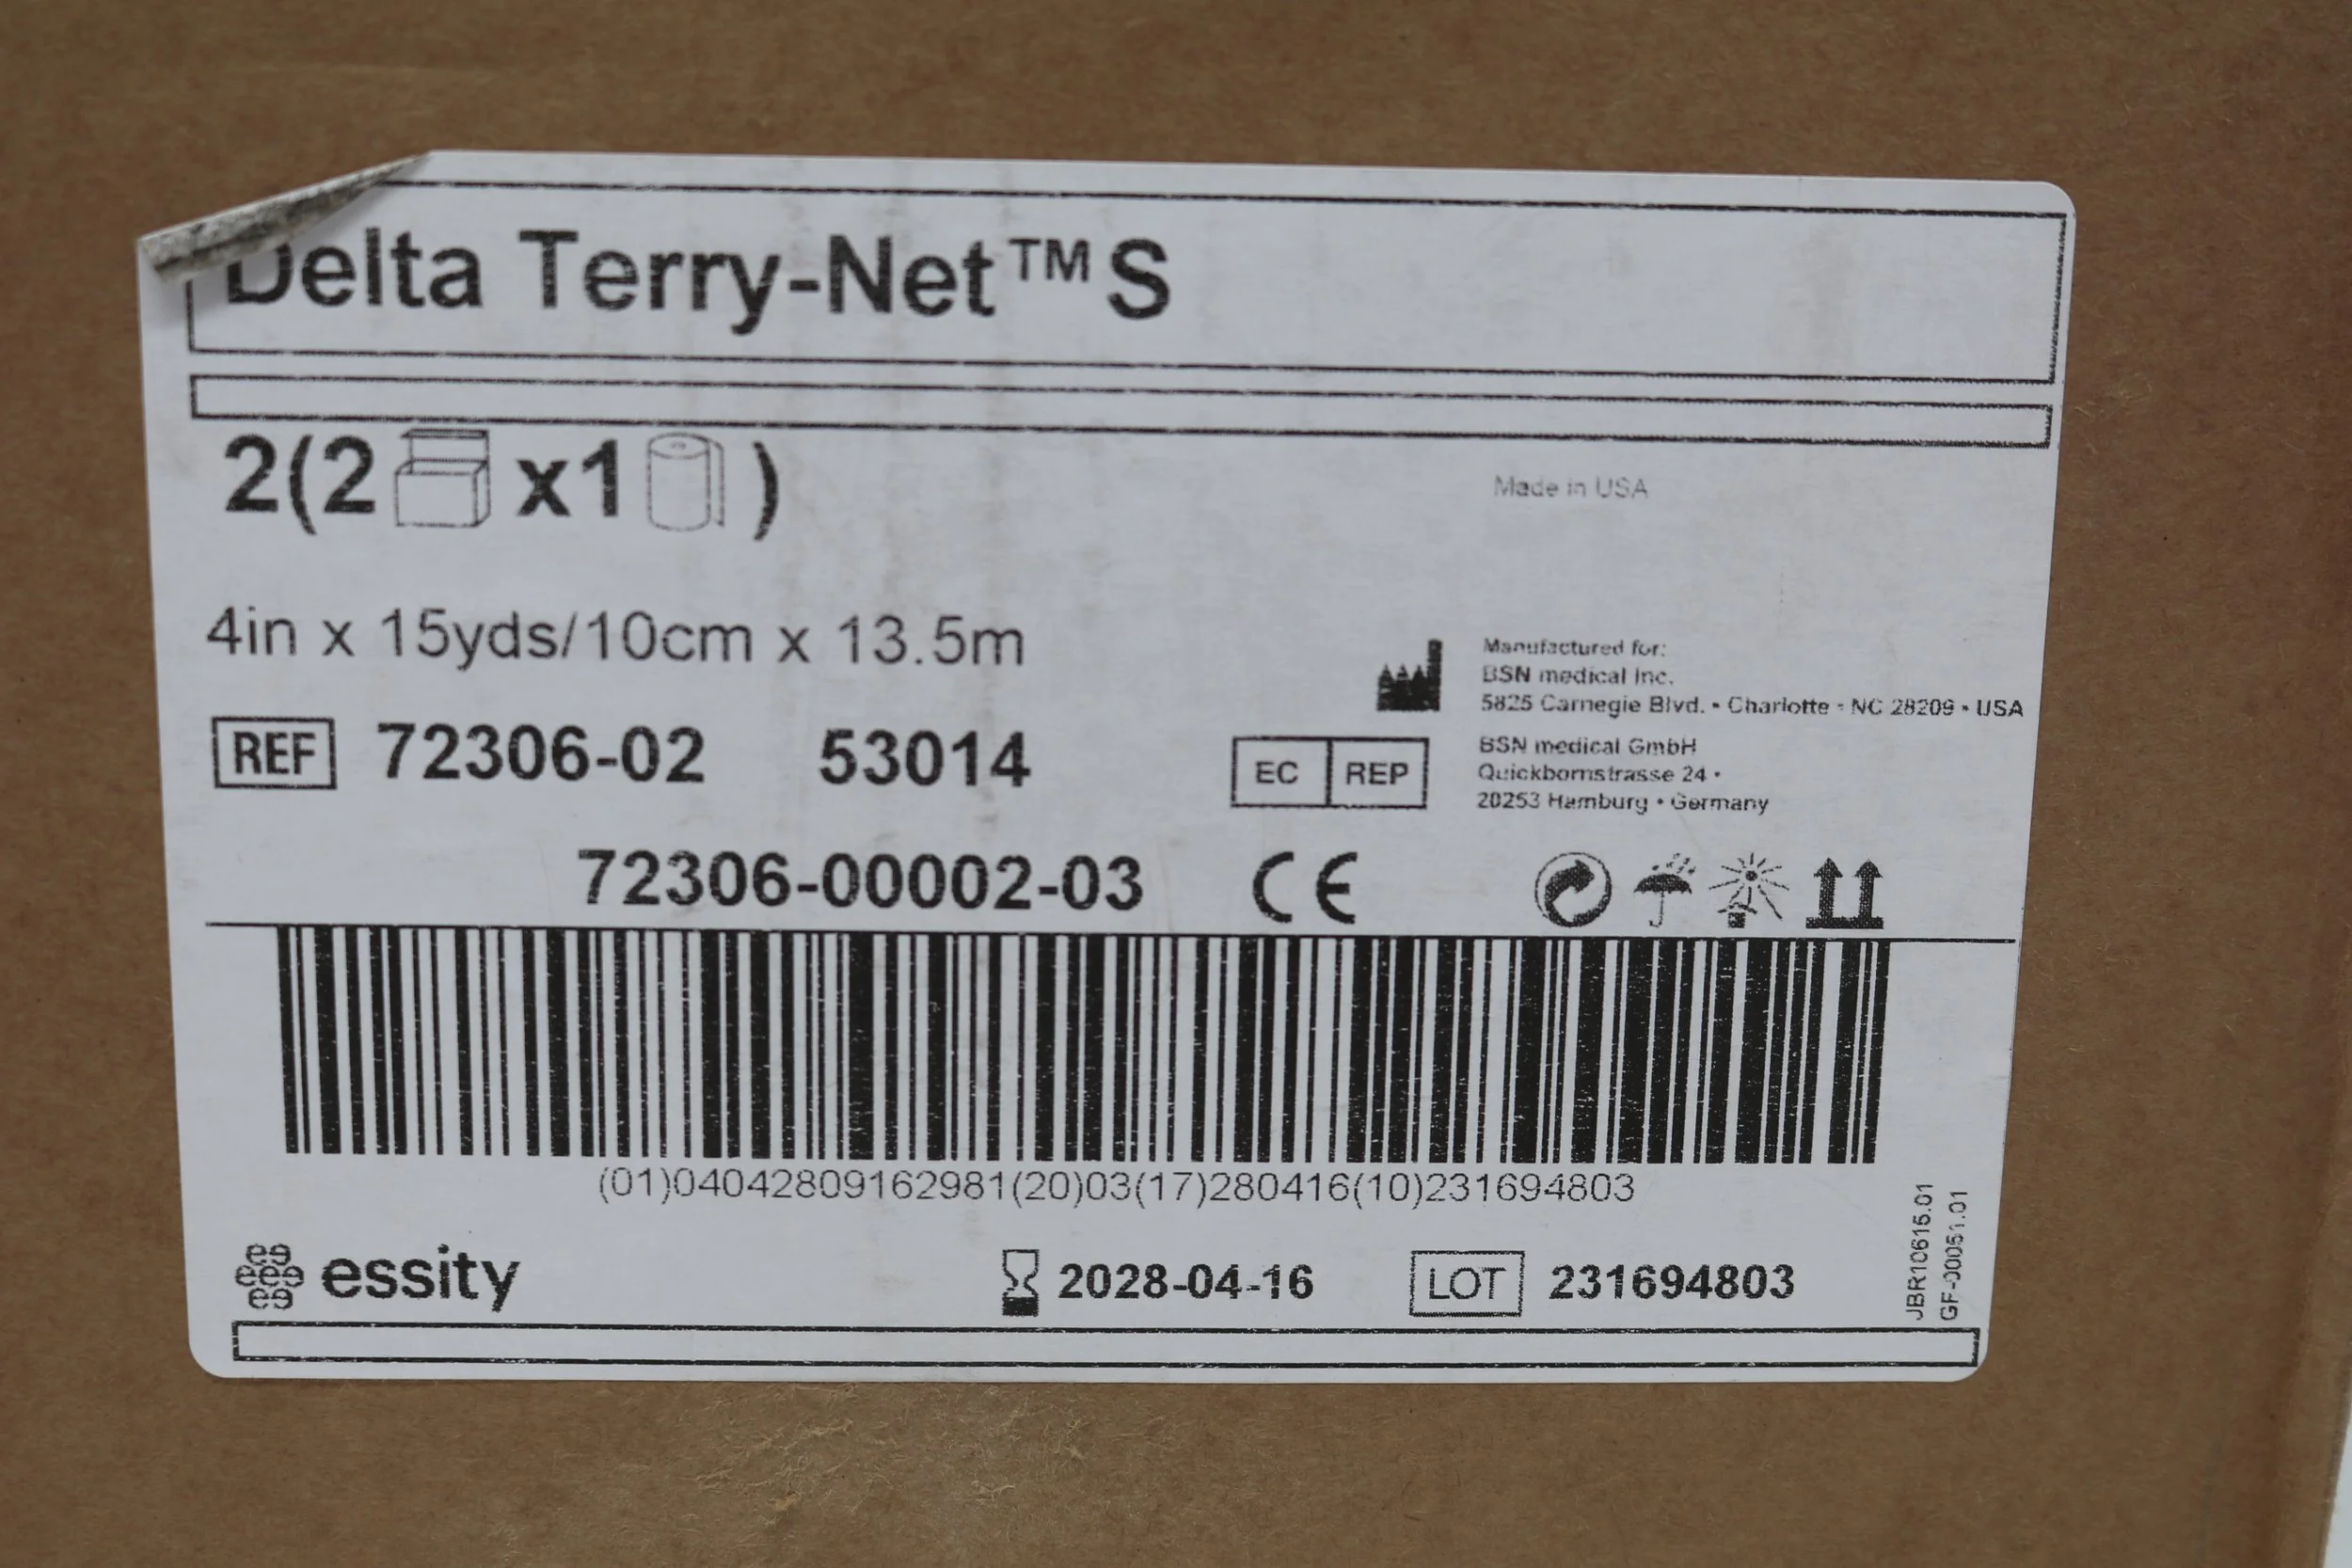 Delta Terry-Net™ S
2(2 x1 )
Made in USA
4in x 15yds/10cm x 13.5m
Manufactured for:
BSN medical Inc.
5825 Carnegie Blvd. • Charlotte • NC 28209 • USA
REF 72306-02 53014
EC REP
BSN medical GmbH
Quickbornstrasse 24 •
20253 Hamburg • Germany
72306-00002-03 CE
(01)04042809162981(20)03(17)280416(10)231694803
essity
2028-04-16
LOT 231694803
JBR10615.01
GF-00051.01